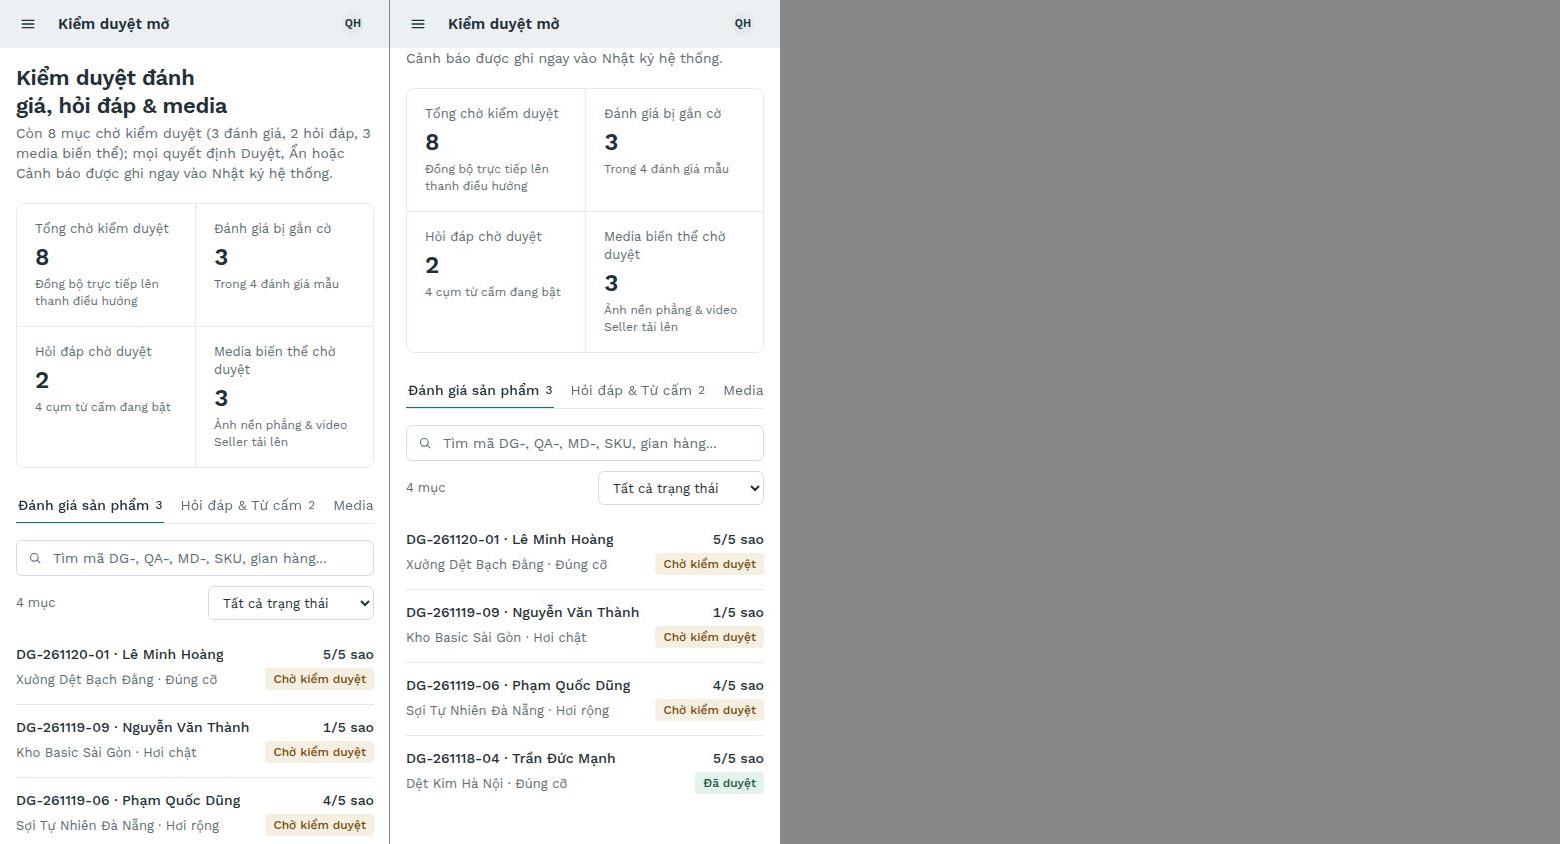 Kiểm duyệt mở
QH
Kiểm duyệt đánh
giá, hỏi đáp & media
Còn 8 mục chờ kiểm duyệt (3 đánh giá, 2 hỏi đáp, 3
media biến thể); mọi quyết định Duyệt, Ẩn hoặc
Cảnh báo được ghi ngay vào Nhật ký hệ thống.
Tổng chờ kiểm duyệt
8
Đồng bộ trực tiếp lên
thanh điều hướng
Đánh giá bị gắn cờ
3
Trong 4 đánh giá mẫu
Hỏi đáp chờ duyệt
2
4 cụm từ cấm đang bật
Media biến thể chờ
duyệt
3
Ảnh nền phẳng & video
Seller tải lên
Đánh giá sản phẩm 3
Hỏi đáp & Từ cấm 2
Media
Tìm mã DG-, QA-, MD-, SKU, gian hàng...
4 mục
Tất cả trạng thái
DG-261120-01 · Lê Minh Hoàng
5/5 sao
Xưởng Dệt Bạch Đằng · Đúng cỡ
Chờ kiểm duyệt
DG-261119-09 · Nguyễn Văn Thành
1/5 sao
Kho Basic Sài Gòn · Hơi chật
Chờ kiểm duyệt
DG-261119-06 · Phạm Quốc Dũng
4/5 sao
Sợi Tự Nhiên Đà Nẵng · Hơi rộng
Chờ kiểm duyệt
Kiểm duyệt mở
QH
Cảnh báo được ghi ngay vào Nhật ký hệ thống.
Tổng chờ kiểm duyệt
8
Đồng bộ trực tiếp lên
thanh điều hướng
Đánh giá bị gắn cờ
3
Trong 4 đánh giá mẫu
Hỏi đáp chờ duyệt
2
4 cụm từ cấm đang bật
Media biến thể chờ
duyệt
3
Ảnh nền phẳng & video
Seller tải lên
Đánh giá sản phẩm 3
Hỏi đáp & Từ cấm 2
Media
Tìm mã DG-, QA-, MD-, SKU, gian hàng...
4 mục
Tất cả trạng thái
DG-261120-01 · Lê Minh Hoàng
5/5 sao
Xưởng Dệt Bạch Đằng · Đúng cỡ
Chờ kiểm duyệt
DG-261119-09 · Nguyễn Văn Thành
1/5 sao
Kho Basic Sài Gòn · Hơi chật
Chờ kiểm duyệt
DG-261119-06 · Phạm Quốc Dũng
4/5 sao
Sợi Tự Nhiên Đà Nẵng · Hơi rộng
Chờ kiểm duyệt
DG-261118-04 · Trần Đức Mạnh
5/5 sao
Dệt Kim Hà Nội · Đúng cỡ
Đã duyệt